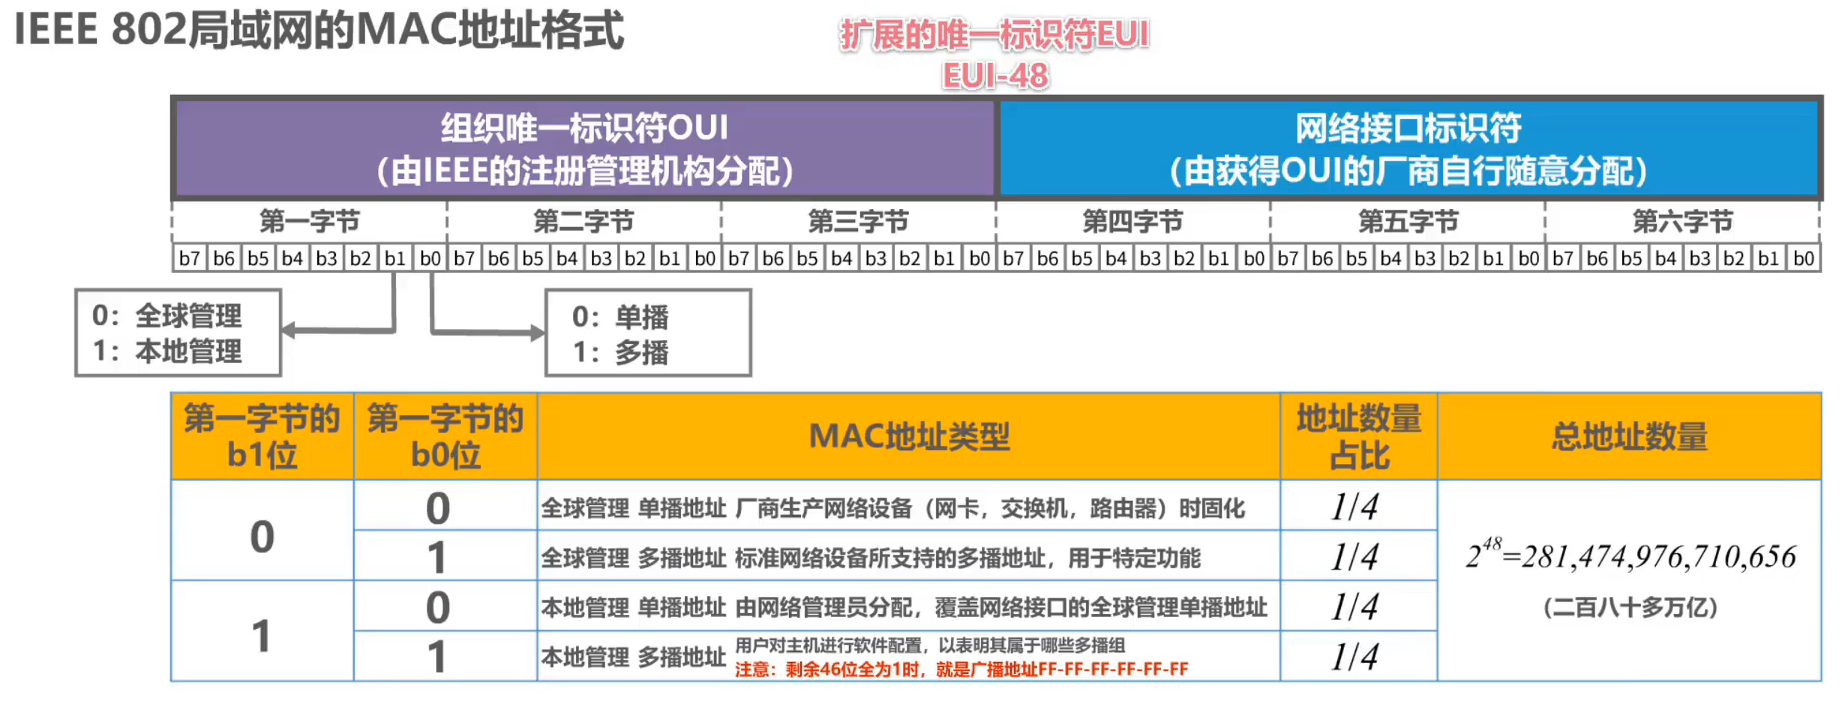 IEEE 802局域网的MAC地址格式
扩展的唯一标识符EUI
EUI-48
组织唯一标识符OUI
（由IEEE的注册管理机构分配）
网络接口标识符
（由获得OUI的厂商自行随意分配）
第一字节 第二字节 第三字节 第四字节 第五字节 第六字节
b7 b6 b5 b4 b3 b2 b1 b0 b7 b6 b5 b4 b3 b2 b1 b0 b7 b6 b5 b4 b3 b2 b1 b0 b7 b6 b5 b4 b3 b2 b1 b0 b7 b6 b5 b4 b3 b2 b1 b0 b7 b6 b5 b4 b3 b2 b1 b0
0：全球管理
1：本地管理
0：单播
1：多播
第一字节的
b1位
第一字节的
b0位
MAC地址类型
地址数量
占比
总地址数量
0
0 全球管理 单播地址 厂商生产网络设备（网卡，交换机，路由器）时固化 1/4
1 全球管理 多播地址 标准网络设备所支持的多播地址，用于特定功能 1/4
1
0 本地管理 单播地址 由网络管理员分配，覆盖网络接口的全球管理单播地址 1/4
1 本地管理 多播地址 用户对主机进行软件配置，以表明其属于哪些多播组
注意：剩余46位全为1时，就是广播地址FF-FF-FF-FF-FF-FF
1/4
2^48=281,474,976,710,656
（二百八十多万亿）